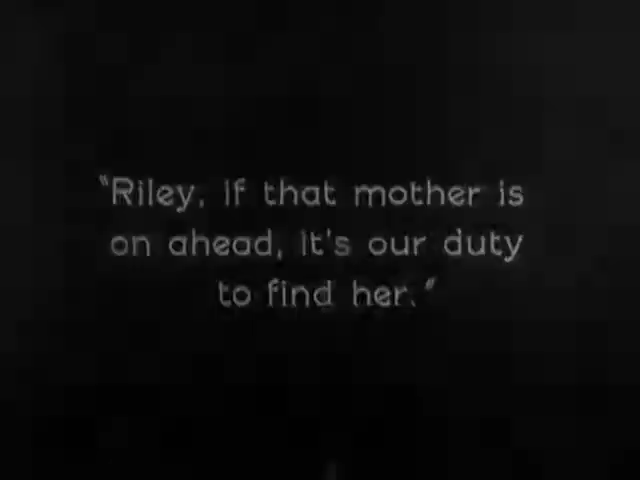 "Riley, if that mother is
on ahead, it's our duty
to find her."